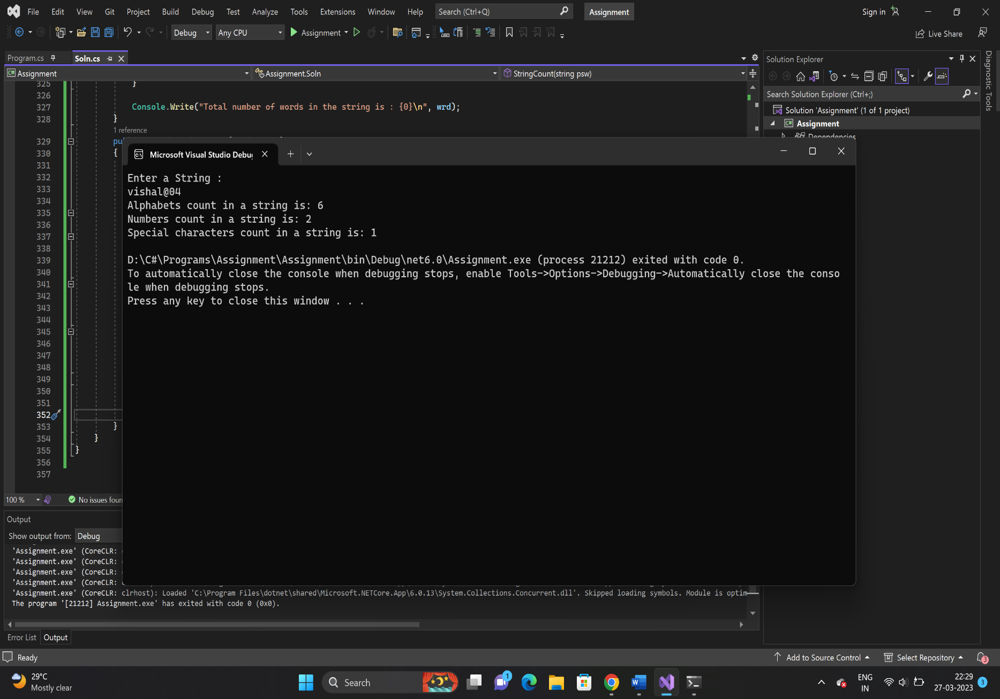 File Edit View Git Project Build Debug Test Analyze Tools Extensions Window Help Search (Ctrl+Q) Assignment Sign in
Debug Any CPU Assignment Live Share
Program.cs Soln.cs
Assignment Assignment.Soln StringCount(string psw)
325 }
326
327 Console.Write("Total number of words in the string is : {0}\n", wrd);
328 }
1 reference
329 pu
330 {
331
332
333
334
335
336
337
338
339
340
341
342
343
344
345
346
347
348
349
350
351
352
353 }
354 }
355 }
356
357
Microsoft Visual Studio Debu
Enter a String :
vishal@04
Alphabets count in a string is: 6
Numbers count in a string is: 2
Special characters count in a string is: 1
D:\C#\Programs\Assignment\Assignment\bin\Debug\net6.0\Assignment.exe (process 21212) exited with code 0.
To automatically close the console when debugging stops, enable Tools->Options->Debugging->Automatically close the conso
le when debugging stops.
Press any key to close this window . . .
Solution Explorer
Search Solution Explorer (Ctrl+;)
Solution 'Assignment' (1 of 1 project)
Assignment
Dependencies
Diagnostic Tools
100 % No issues foun
Output
Show output from: Debug
'Assignment.exe' (CoreCLR:
'Assignment.exe' (CoreCLR:
'Assignment.exe' (CoreCLR:
'Assignment.exe' (CoreCLR:
'Assignment.exe' (CoreCLR: clrhost): Loaded 'C:\Program Files\dotnet\shared\Microsoft.NETCore.App\6.0.13\System.Collections.Concurrent.dll'. Skipped loading symbols. Module is optim
The program '[21212] Assignment.exe' has exited with code 0 (0x0).
Error List Output
Ready Add to Source Control Select Repository 3
29°C
Mostly clear
Search
1
ENG
IN
22:29
27-03-2023
3